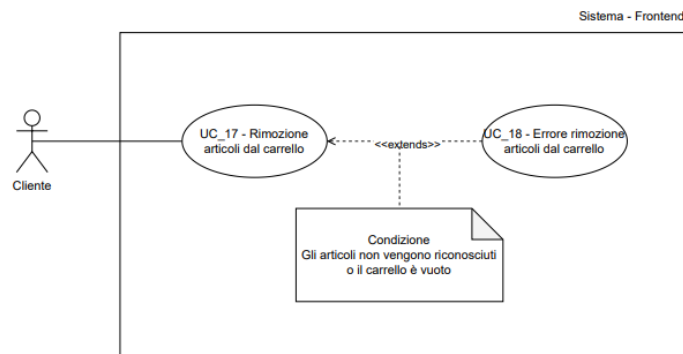 Sistema - Frontend
UC_17 - Rimozione
articoli dal carrello
<<extends>>
UC_18 - Errore rimozione
articoli dal carrello
Cliente
Condizione
Gli articoli non vengono riconosciuti
o il carrello è vuoto